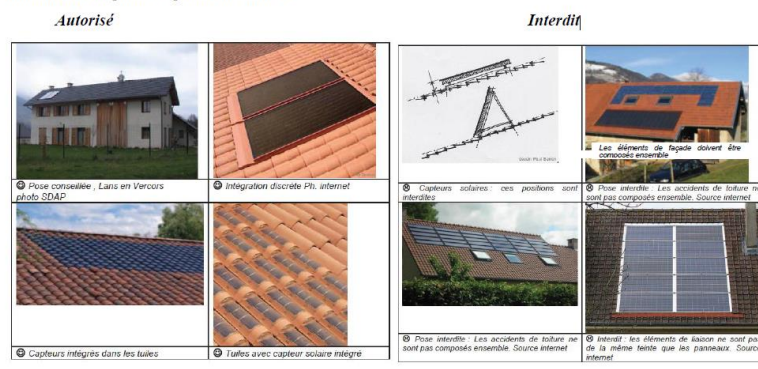 Autorisé
Interdit
Les éléments de façade doivent être
composés ensemble
☺ Pose conseillée , Lans en Vercors
photo SDAP
☺ Intégration discrète Ph. internet
☹ Capteurs solaires : ces positions sont
interdites
☹ Pose interdite : Les accidents de toiture ne
sont pas composés ensemble. Source internet
☺ Capteurs intégrés dans les tuiles
☺ Tuiles avec capteur solaire intégré
☹ Pose interdite : Les accidents de toiture ne
sont pas composés ensemble. Source internet
☹ Interdit : les éléments de liaison ne sont pas
de la même teinte que les panneaux. Source
internet